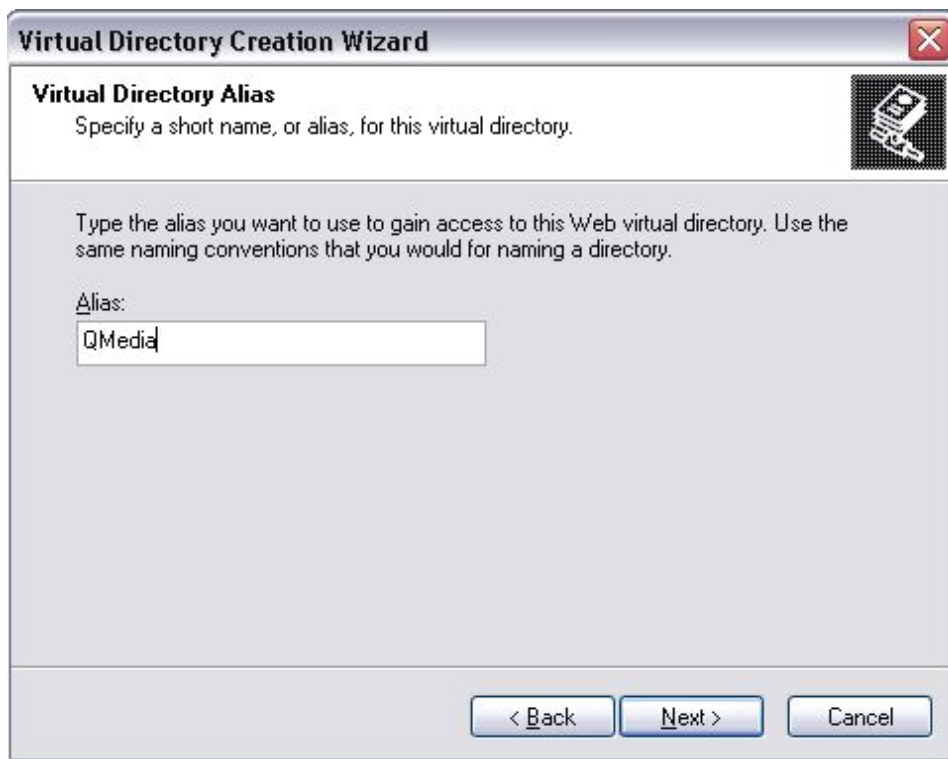 Virtual Directory Creation Wizard
Virtual Directory Alias
Specify a short name, or alias, for this virtual directory.
Type the alias you want to use to gain access to this Web virtual directory. Use the
same naming conventions that you would for naming a directory.
Alias:
QMedia
< Back Next > Cancel